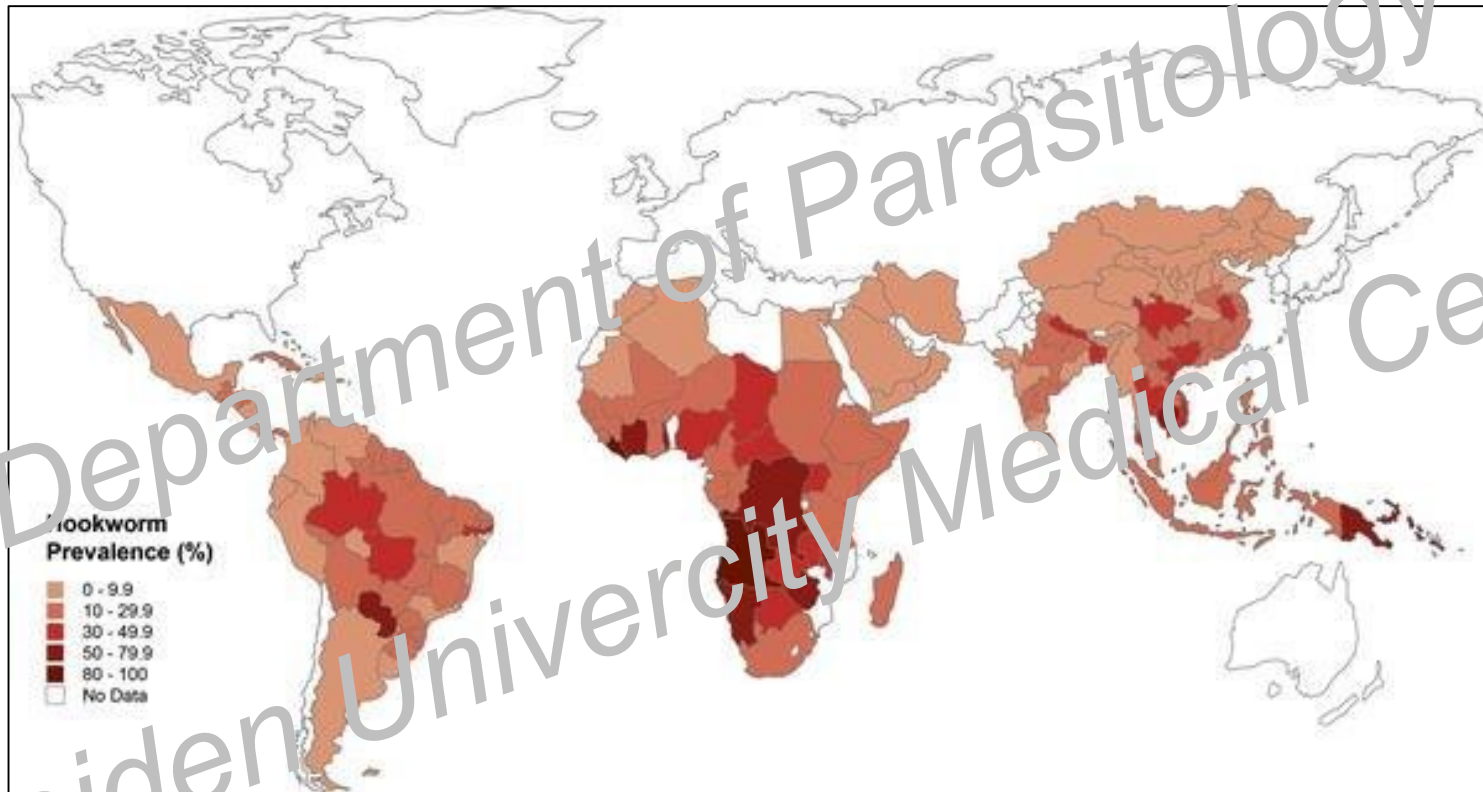 Department of Parasitology
Leiden Univercity Medical Ce
Hookworm
Prevalence (%)
0 - 9.9
10 - 29.9
30 - 49.9
50 - 79.9
80 - 100
No Data